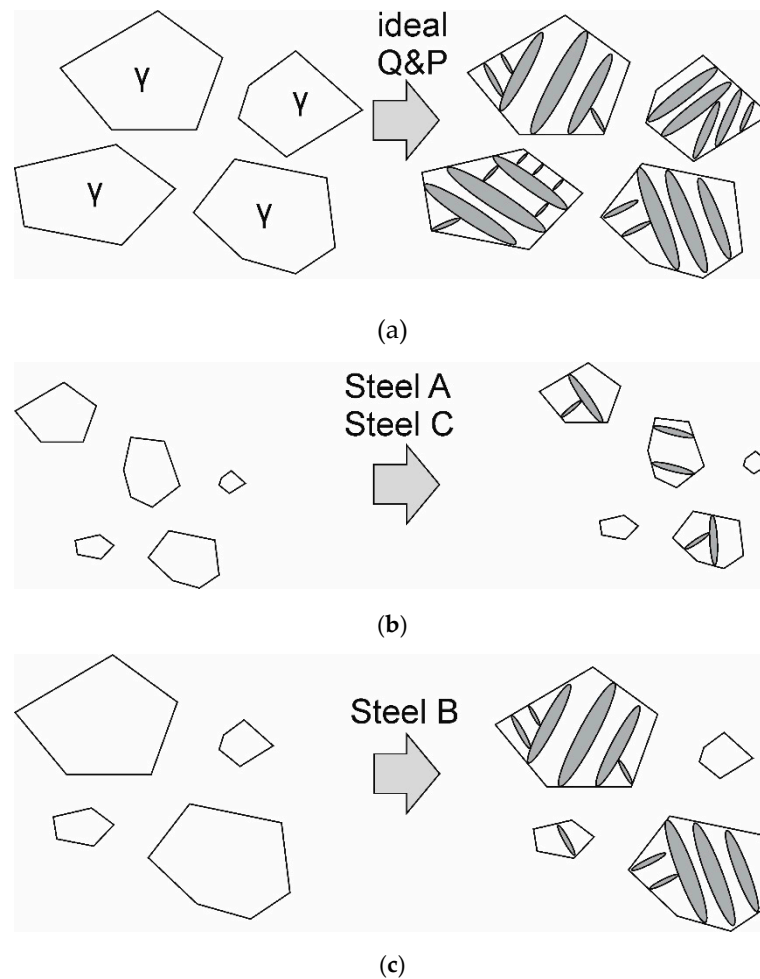 ideal
Q&P
γ
γ
γ
γ
(a)
Steel A
Steel C
(b)
Steel B
(c)